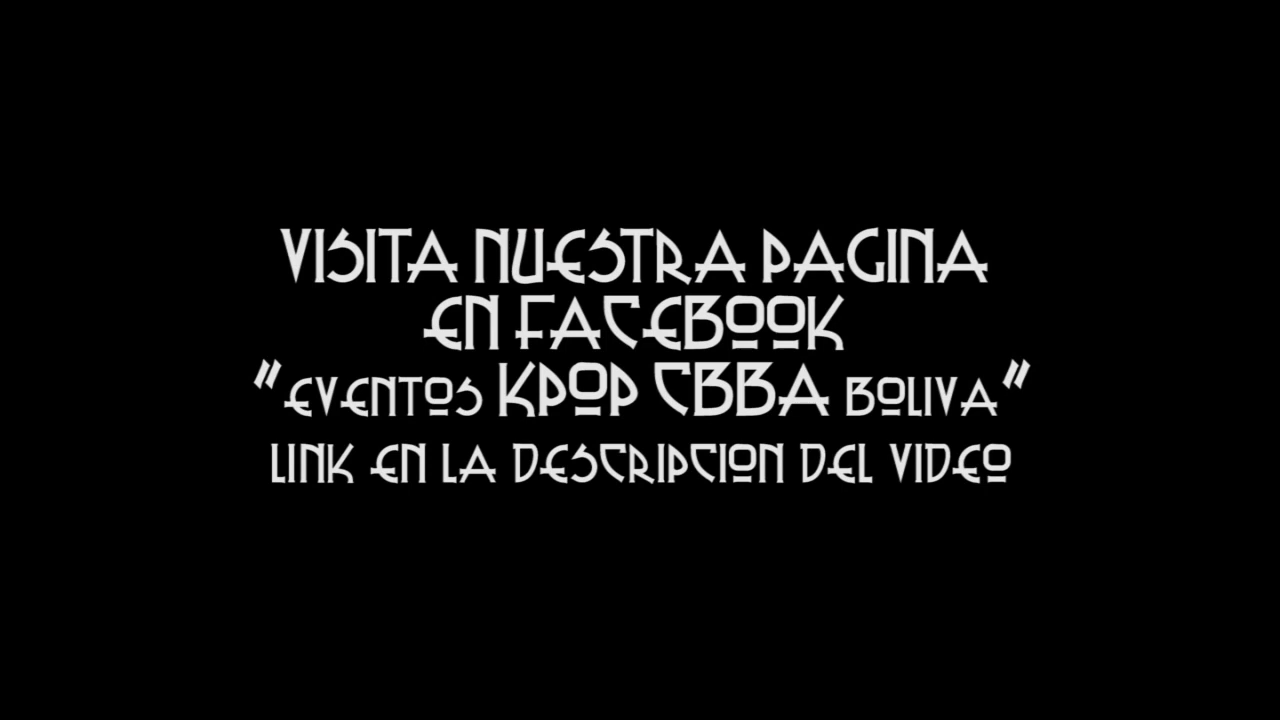 VISITA NUESTRA PAGINA
EN FACEBOOK
"EVENTOS KPOP CBBA BOLIVA"
LINK EN LA DESCRIPCION DEL VIDEO